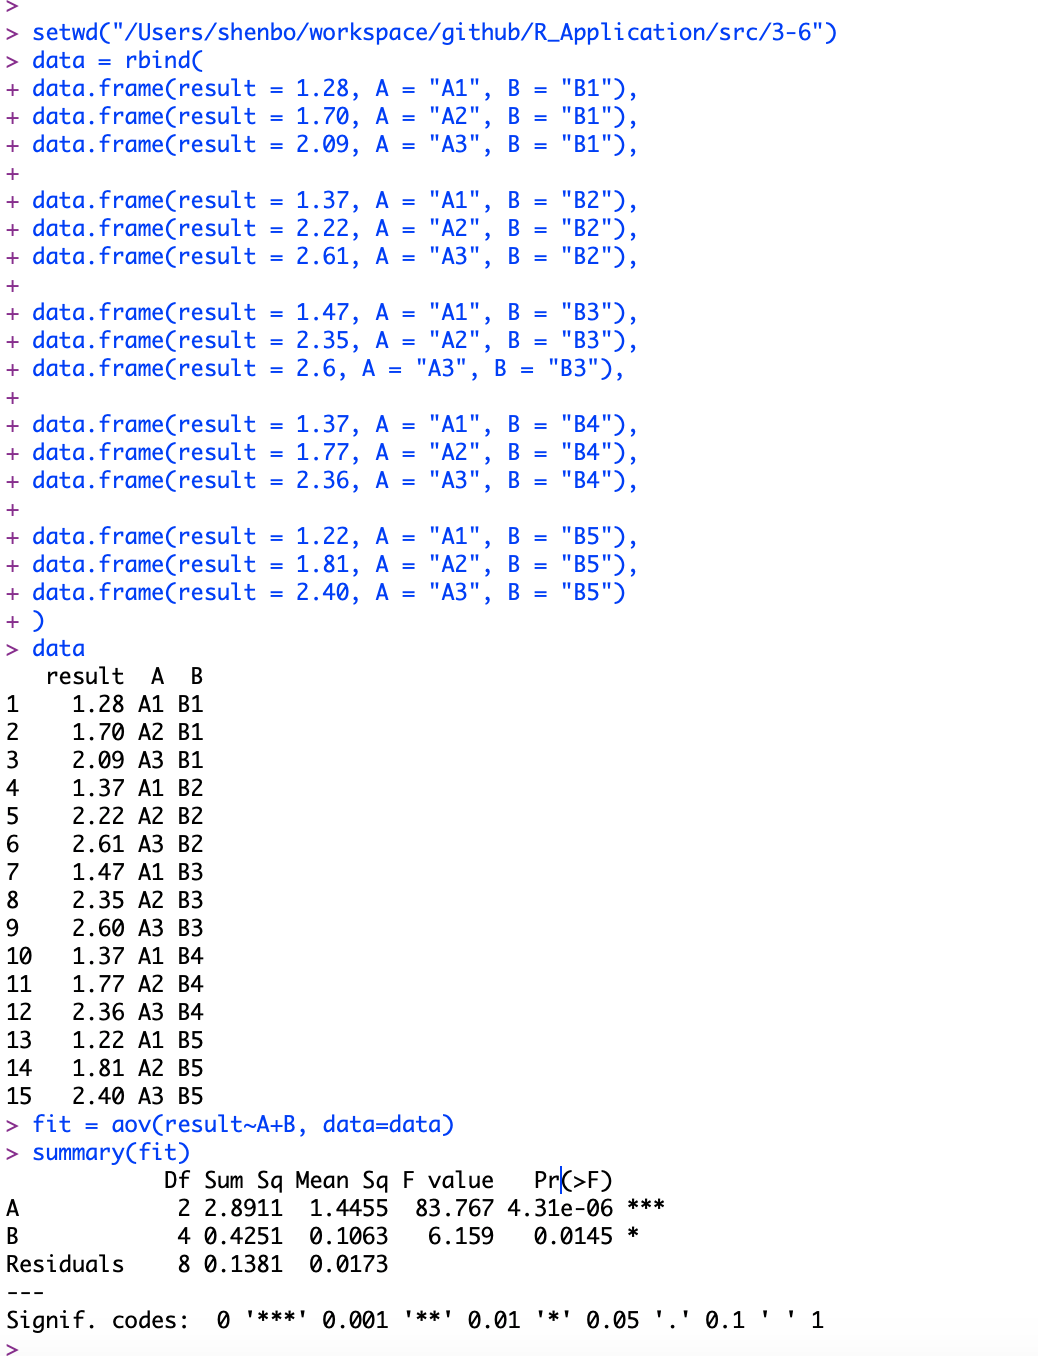 >
> setwd("/Users/shenbo/workspace/github/R_Application/src/3-6")
> data = rbind(
+ data.frame(result = 1.28, A = "A1", B = "B1"),
+ data.frame(result = 1.70, A = "A2", B = "B1"),
+ data.frame(result = 2.09, A = "A3", B = "B1"),
+
+ data.frame(result = 1.37, A = "A1", B = "B2"),
+ data.frame(result = 2.22, A = "A2", B = "B2"),
+ data.frame(result = 2.61, A = "A3", B = "B2"),
+
+ data.frame(result = 1.47, A = "A1", B = "B3"),
+ data.frame(result = 2.35, A = "A2", B = "B3"),
+ data.frame(result = 2.6, A = "A3", B = "B3"),
+
+ data.frame(result = 1.37, A = "A1", B = "B4"),
+ data.frame(result = 1.77, A = "A2", B = "B4"),
+ data.frame(result = 2.36, A = "A3", B = "B4"),
+
+ data.frame(result = 1.22, A = "A1", B = "B5"),
+ data.frame(result = 1.81, A = "A2", B = "B5"),
+ data.frame(result = 2.40, A = "A3", B = "B5")
+ )
> data
   result  A  B
1    1.28 A1 B1
2    1.70 A2 B1
3    2.09 A3 B1
4    1.37 A1 B2
5    2.22 A2 B2
6    2.61 A3 B2
7    1.47 A1 B3
8    2.35 A2 B3
9    2.60 A3 B3
10   1.37 A1 B4
11   1.77 A2 B4
12   2.36 A3 B4
13   1.22 A1 B5
14   1.81 A2 B5
15   2.40 A3 B5
> fit = aov(result~A+B, data=data)
> summary(fit)
            Df Sum Sq Mean Sq F value   Pr(>F)
A            2 2.8911  1.4455  83.767 4.31e-06 ***
B            4 0.4251  0.1063   6.159   0.0145 *
Residuals    8 0.1381  0.0173
---
Signif. codes:  0 '***' 0.001 '**' 0.01 '*' 0.05 '.' 0.1 ' ' 1
>